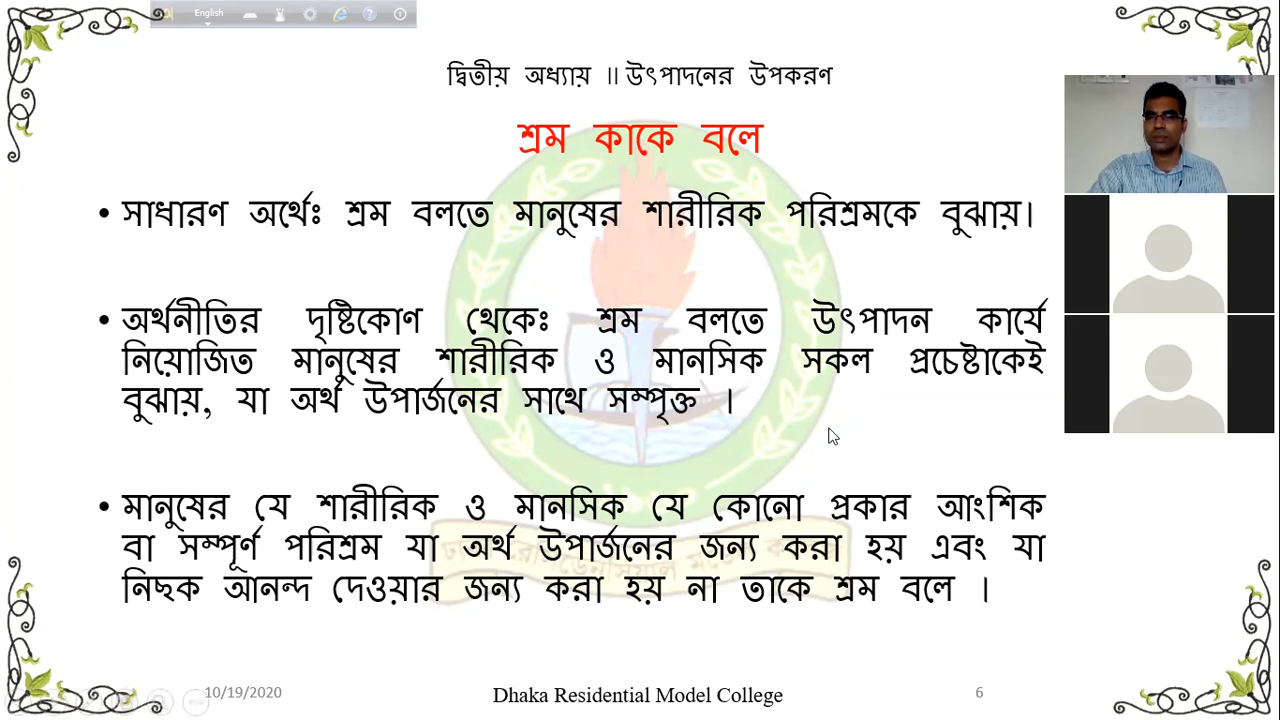 English
দ্বিতীয় অধ্যায় ॥ উৎপাদনের উপকরণ
শ্রম কাকে বলে
• সাধারণ অর্থেঃ শ্রম বলতে মানুষের শারীরিক পরিশ্রমকে বুঝায়।
• অর্থনীতির দৃষ্টিকোণ থেকেঃ শ্রম বলতে উৎপাদন কার্যে
নিয়োজিত মানুষের শারীরিক ও মানসিক সকল প্রচেষ্টাকেই
বুঝায়, যা অর্থ উপার্জনের সাথে সম্পৃক্ত ।
• মানুষের যে শারীরিক ও মানসিক যে কোনো প্রকার আংশিক
বা সম্পূর্ণ পরিশ্রম যা অর্থ উপার্জনের জন্য করা হয় এবং যা
নিছক আনন্দ দেওয়ার জন্য করা হয় না তাকে শ্রম বলে ।
10/19/2020
Dhaka Residential Model College
6